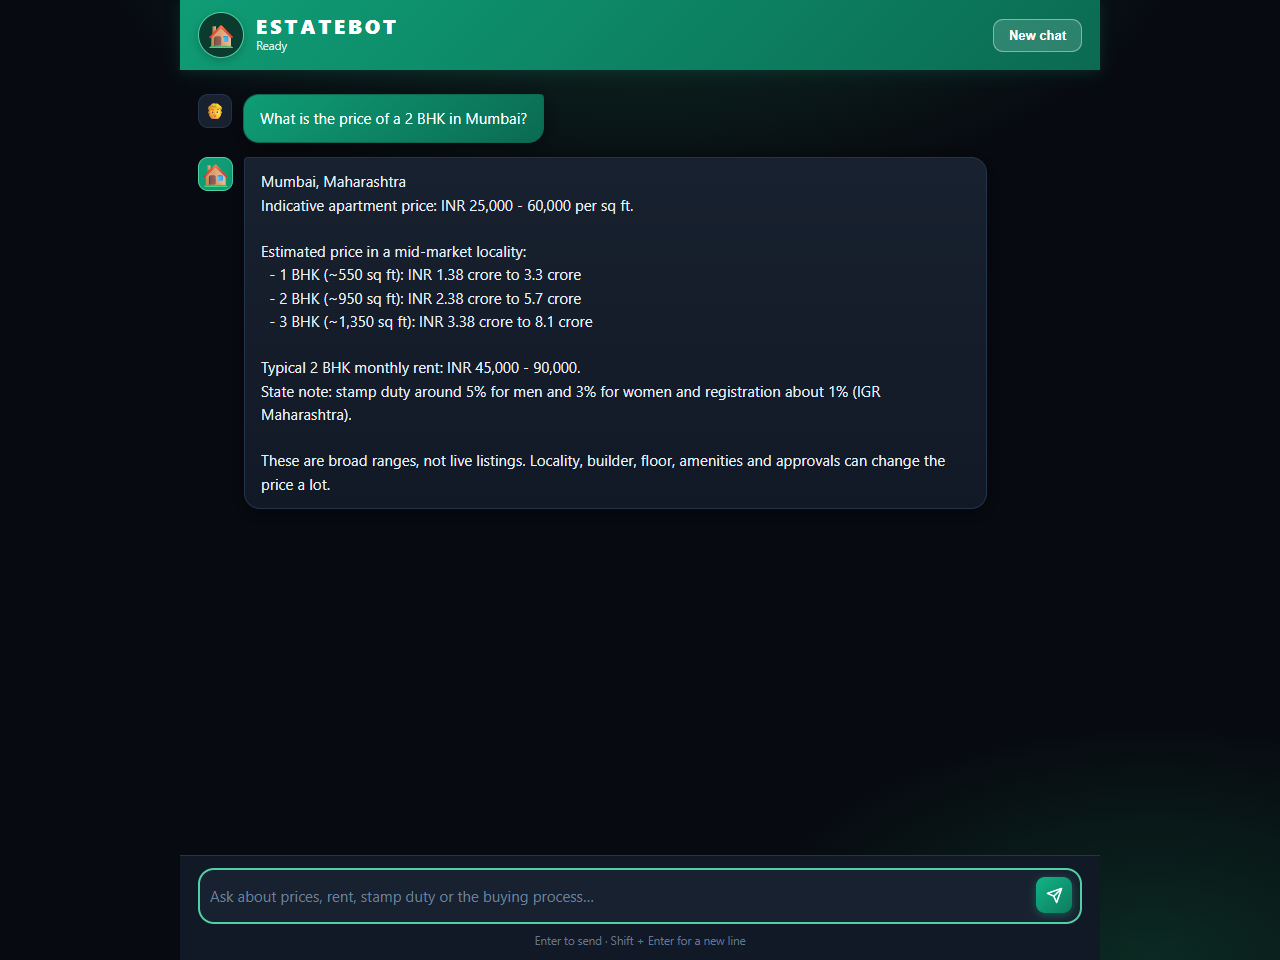 ESTATEBOT
Ready
New chat
What is the price of a 2 BHK in Mumbai?
Mumbai, Maharashtra
Indicative apartment price: INR 25,000 - 60,000 per sq ft.
Estimated price in a mid-market locality:
- 1 BHK (~550 sq ft): INR 1.38 crore to 3.3 crore
- 2 BHK (~950 sq ft): INR 2.38 crore to 5.7 crore
- 3 BHK (~1,350 sq ft): INR 3.38 crore to 8.1 crore
Typical 2 BHK monthly rent: INR 45,000 - 90,000.
State note: stamp duty around 5% for men and 3% for women and registration about 1% (IGR
Maharashtra).
These are broad ranges, not live listings. Locality, builder, floor, amenities and approvals can change the
price a lot.
Ask about prices, rent, stamp duty or the buying process...
Enter to send · Shift + Enter for a new line